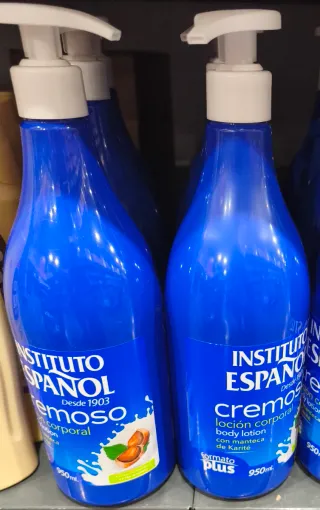 INSTITUTO
ESPAÑOL
Desde 1903
cremoso
corporal
950ml.
INSTITUTO
ESPAÑOL
Desde
cremoso
loción corporal
body lotion
con manteca
de Karité
formato
plus
950ml.